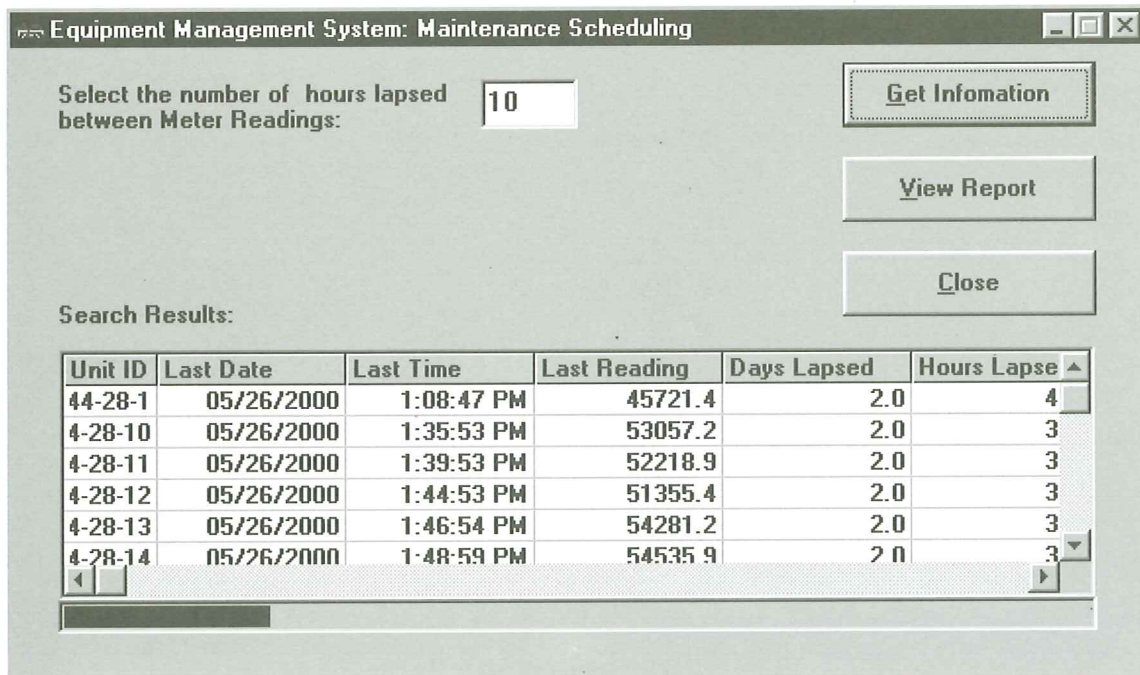 Equipment Management System: Maintenance Scheduling
Select the number of hours lapsed
between Meter Readings:
10
Get Infomation
View Report
Close
Search Results:
Unit ID Last Date Last Time Last Reading Days Lapsed Hours Lapse
44-28-1 05/26/2000 1:08:47 PM 45721.4 2.0 4
4-28-10 05/26/2000 1:35:53 PM 53057.2 2.0 3
4-28-11 05/26/2000 1:39:53 PM 52218.9 2.0 3
4-28-12 05/26/2000 1:44:53 PM 51355.4 2.0 3
4-28-13 05/26/2000 1:46:54 PM 54281.2 2.0 3
4-28-14 05/26/2000 1:48:59 PM 54535.9 2.0 3